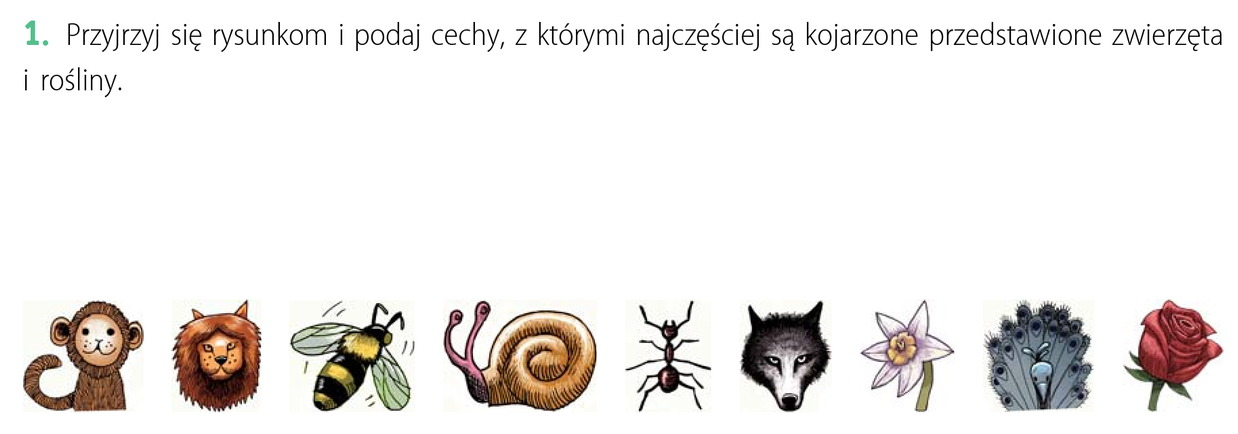 1. Przyjrzyj się rysunkom i podaj cechy, z którymi najczęściej są kojarzone przedstawione zwierzęta
i rośliny.